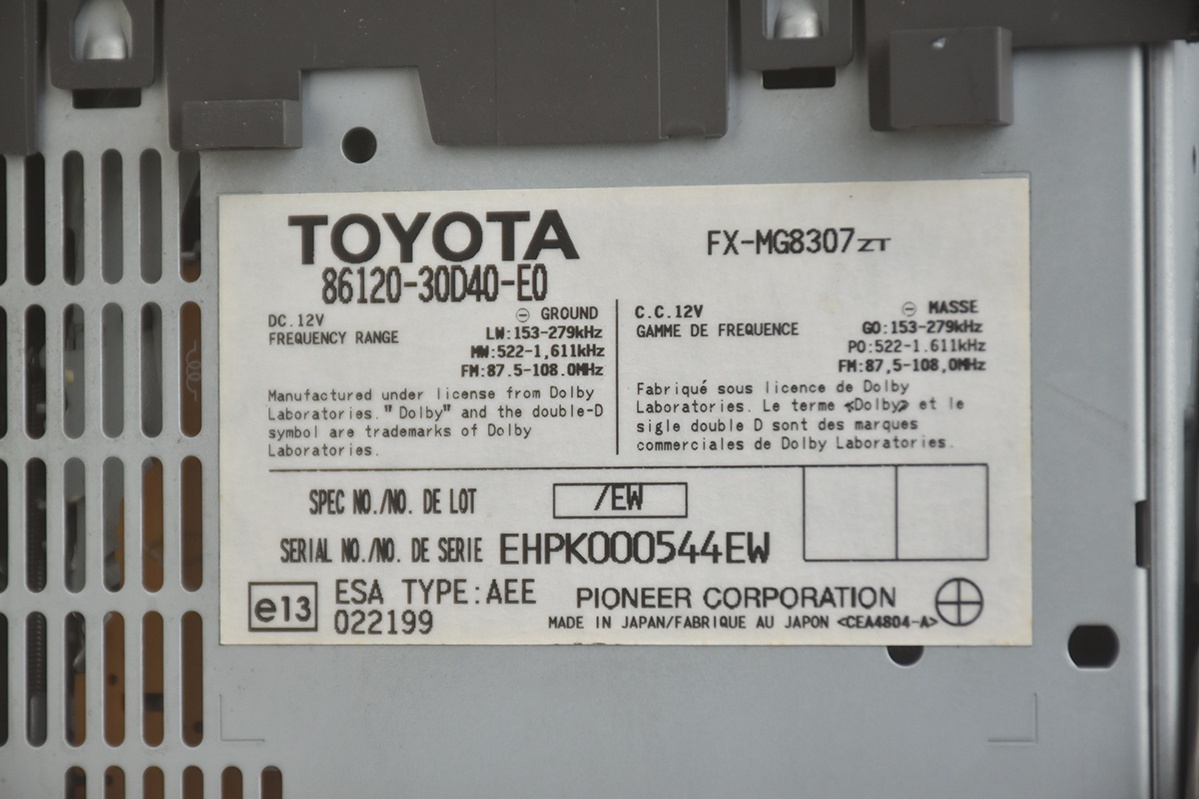 TOYOTA
86120-30D40-E0
FX-MG8307ZT
DC.12V ⊖ GROUND
FREQUENCY RANGE LW:153-279kHz
MW:522-1,611kHz
FM:87.5-108.0MHz
Manufactured under license from Dolby
Laboratories. "Dolby" and the double-D
symbol are trademarks of Dolby
Laboratories.
C.C.12V ⊖ MASSE
GAMME DE FREQUENCE GO:153-279kHz
PO:522-1.611kHz
FM:87,5-108,0MHz
Fabriqué sous licence de Dolby
Laboratories. Le terme «Dolby» et le
sigle double D sont des marques
commerciales de Dolby Laboratories.
SPEC NO./NO. DE LOT /EW
SERIAL NO./NO. DE SERIE EHPK000544EW
e13 ESA TYPE:AEE
022199
PIONEER CORPORATION
MADE IN JAPAN/FABRIQUE AU JAPON <CEA4804-A>